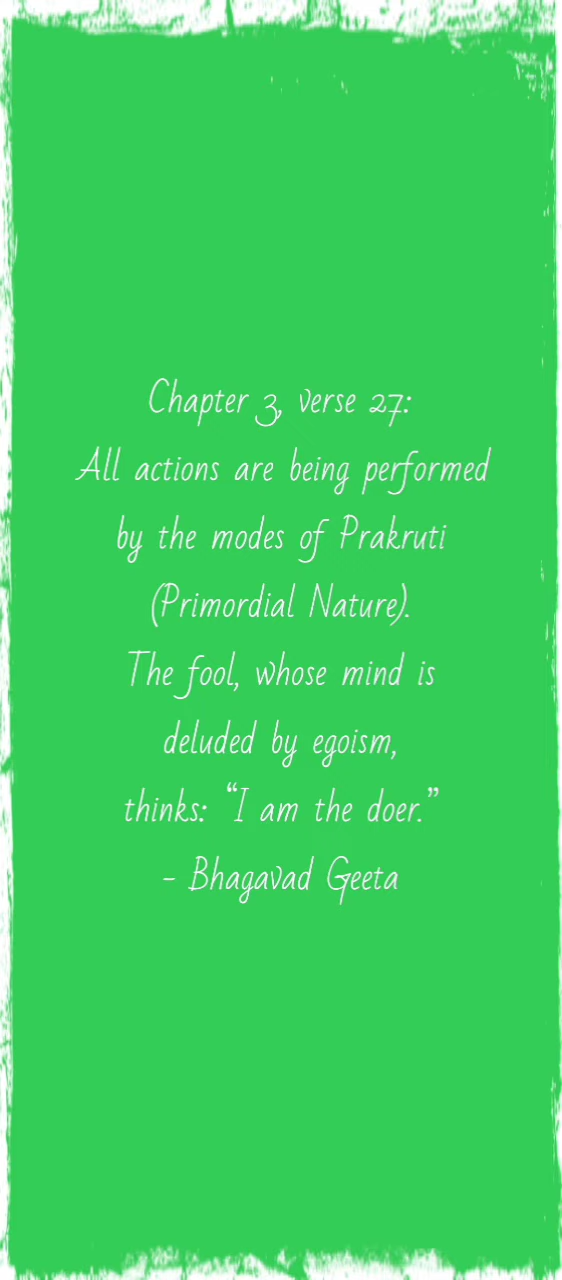 Chapter 3, verse 27:
All actions are being performed
by the modes of Prakruti
(Primordial Nature).
The fool, whose mind is
deluded by egoism,
thinks: “I am the doer.”
- Bhagavad Geeta